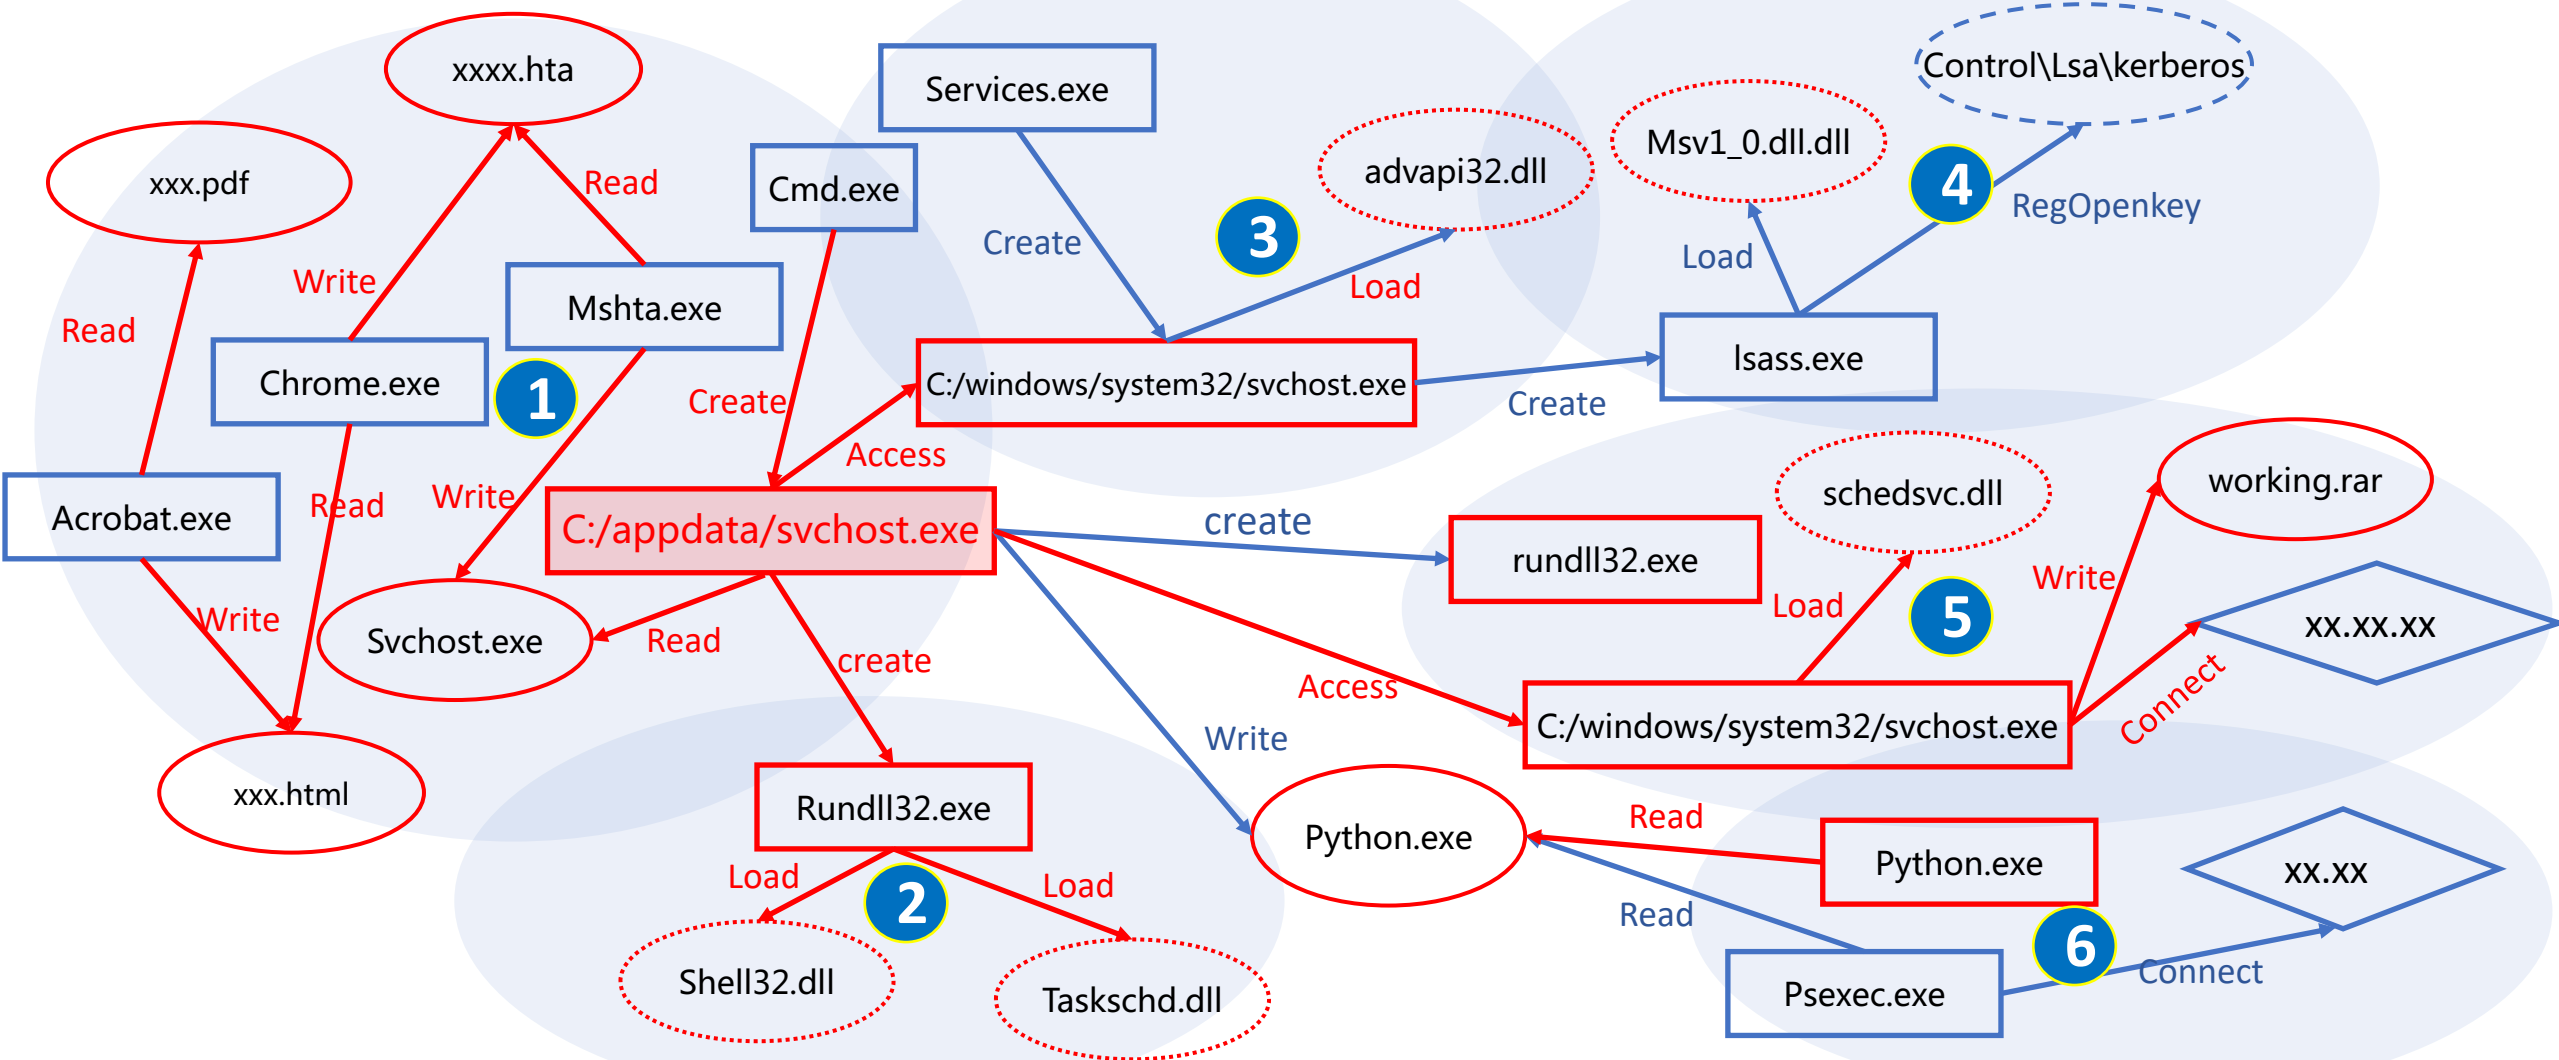 xxxx.hta
Control\Lsa\kerberos
Services.exe
Msv1_0.dll.dll
advapi32.dll
xxx.pdf
Read
Cmd.exe
4
RegOpenkey
Create
3
Load
Load
Write
Mshta.exe
Read
Chrome.exe
1
Create
C:/windows/system32/svchost.exe
lsass.exe
Create
Access
Acrobat.exe
Read
Write
C:/appdata/svchost.exe
create
rundll32.exe
schedsvc.dll
working.rar
Write
Load
5
xx.xx.xx
Write
Svchost.exe
Read
create
Access
Connect
C:/windows/system32/svchost.exe
Write
xxx.html
Rundll32.exe
Python.exe
Read
Python.exe
xx.xx
Load
2
Load
Read
6
Connect
Shell32.dll
Taskschd.dll
Psexec.exe